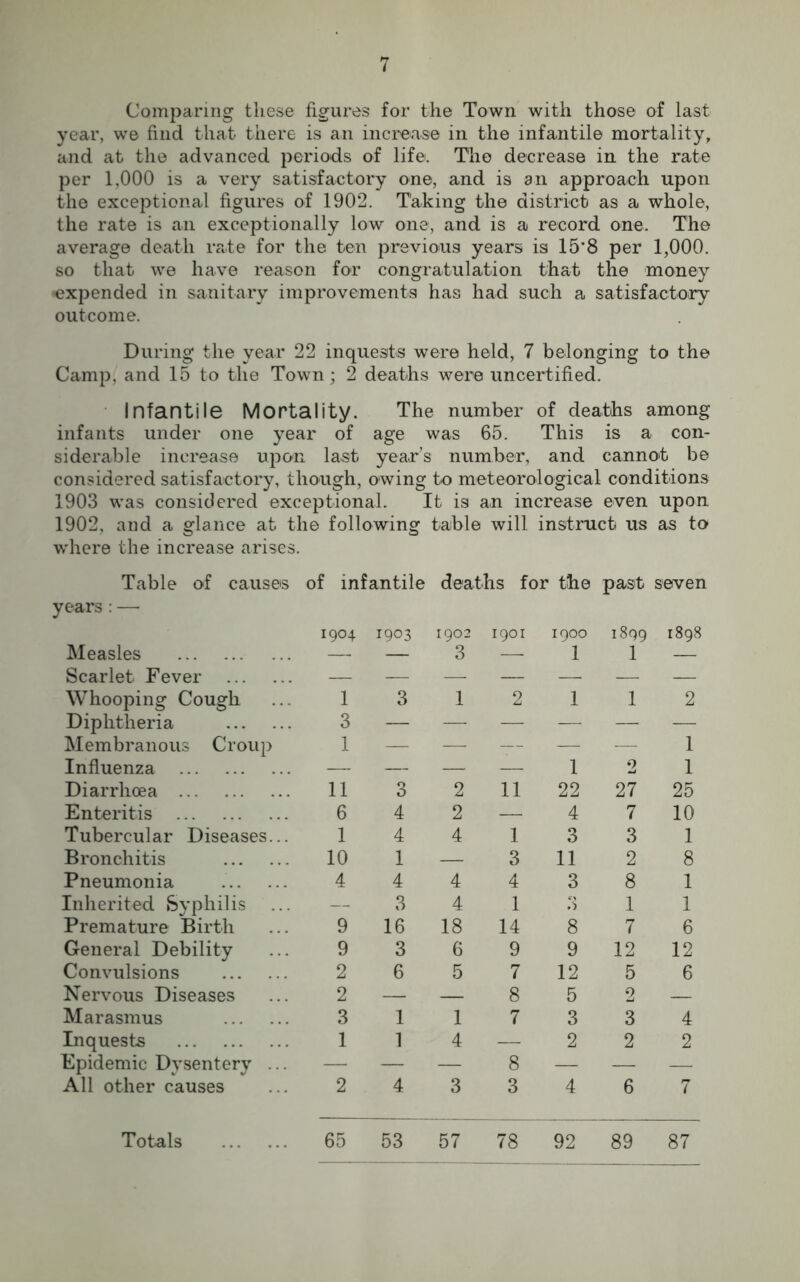 7
Comparing these figures for the Town with those of last
year, we find that there is an increase in the infantile mortality,
and at the advanced periods of life. The decrease in the rate
per 1,000 is a very satisfactory one, and is an approach upon
the exceptional figures of 1902. Taking the district as a whole,
the rate is an exceptionally low one, and is a record one. The
average death rate for the ten previous years is 15·8 per 1,000.
so that we have reason for congratulation that the money
expended in sanitary improvements has had such a satisfactory
outcome.
During the year 22 inquests were held, 7 belonging to the
Camp, and 15 to the Town; 2 deaths were uncertified.
Infantile Mortality. The number of deaths among
infants under one year of age was 65. This is a con-
siderable increase upon last year's number, and cannot be
considered satisfactory, though, owing to meteorological conditions
1903 was considered exceptional. It is an increase even upon
1902, and a glance at the following table will instruct us as to
where the increase arises.
Table of causes of infantile deaths for the past seven
years:—
1904 1903 1902 1901 1900 1899 1898
Measles ... ... ... — — 3 — 1 1 —
Scarlet Fever ... ... — — — — — — —
Whooping Cough ... 1 3 1 2 1 1 2
Diphtheria ... ... 3 — — — — — —
Membranous Croup 1 — — — — — 1
Influenza ... ... ... — — — — 1 2 1
Diarrhœa ... ... ... 11 3 2 11 22 27 25
Enteritis ... ... ... 6 4 2 — 4 7 10
Tubercular Diseases... 1 4 4 1 3 3 1
Bronchitis ... ... 10 1 — 3 11 2 8
Pneumonia ... ... 4 4 4 4 3 8 1
Inherited Syphilis ... — 3 4 1 3 1 1
Premature Birth ... 9 16 18 14 8 7 6
General Debility ... 9 3 6 9 9 12 12
Convulsions ... ... 2 6 5 7 12 5 6
Nervous Diseases ... 2 — — 8 5 2 —
Marasmus ... ... 3 1 1 7 3 3 4
Inquests ... ... ... 1 1 4 — 2 2 2
Epidemic Dysentery ... — — — 8 — — —
All other causes ... 2 4 3 3 4 6 7
Totals ... ... 65 53 57 78 92 89 87